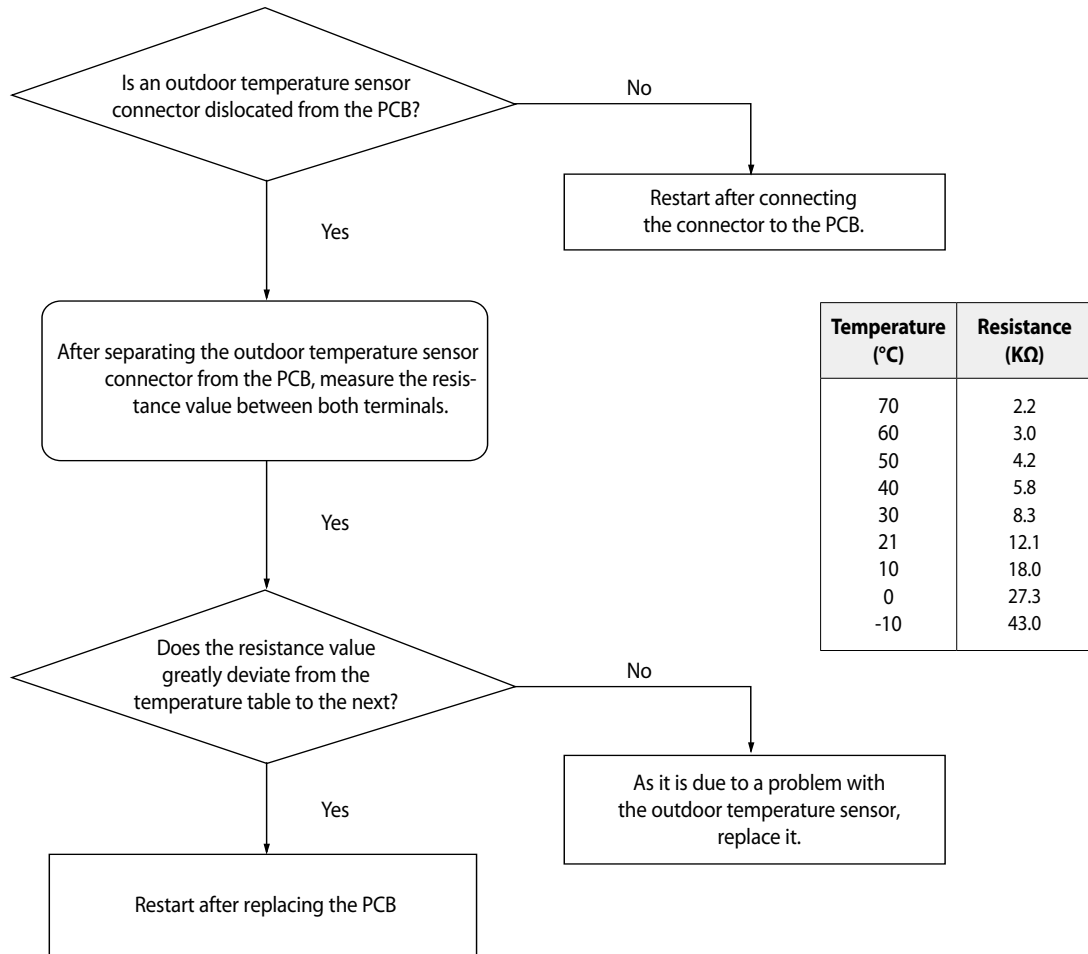 Is an outdoor temperature sensor
connector dislocated from the PCB?
No
Restart after connecting
the connector to the PCB.
Yes
After separating the outdoor temperature sensor
connector from the PCB, measure the resis-
tance value between both terminals.
Yes
Does the resistance value
greatly deviate from the
temperature table to the next?
No
As it is due to a problem with
the outdoor temperature sensor,
replace it.
Yes
Restart after replacing the PCB
Temperature (°C) Resistance (KΩ)
70 2.2
60 3.0
50 4.2
40 5.8
30 8.3
21 12.1
10 18.0
0 27.3
-10 43.0